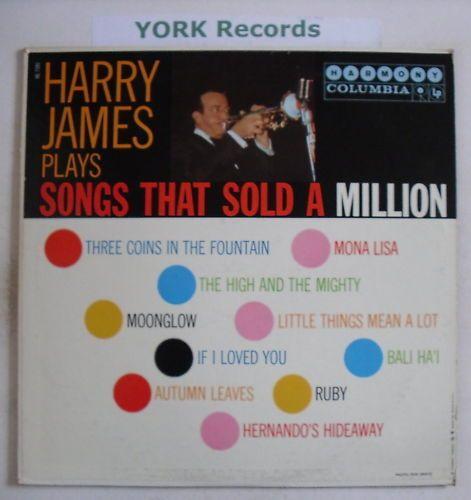 YORK Records
HARRY
JAMES
PLAYS
HARMONY
COLUMBIA Lp
SONGS THAT SOLD A MILLION
THREE COINS IN THE FOUNTAIN
MONA LISA
THE HIGH AND THE MIGHTY
MOONGLOW
LITTLE THINGS MEAN A LOT
IF I LOVED YOU
BALI HA'I
AUTUMN LEAVES
RUBY
HERNANDO'S HIDEAWAY